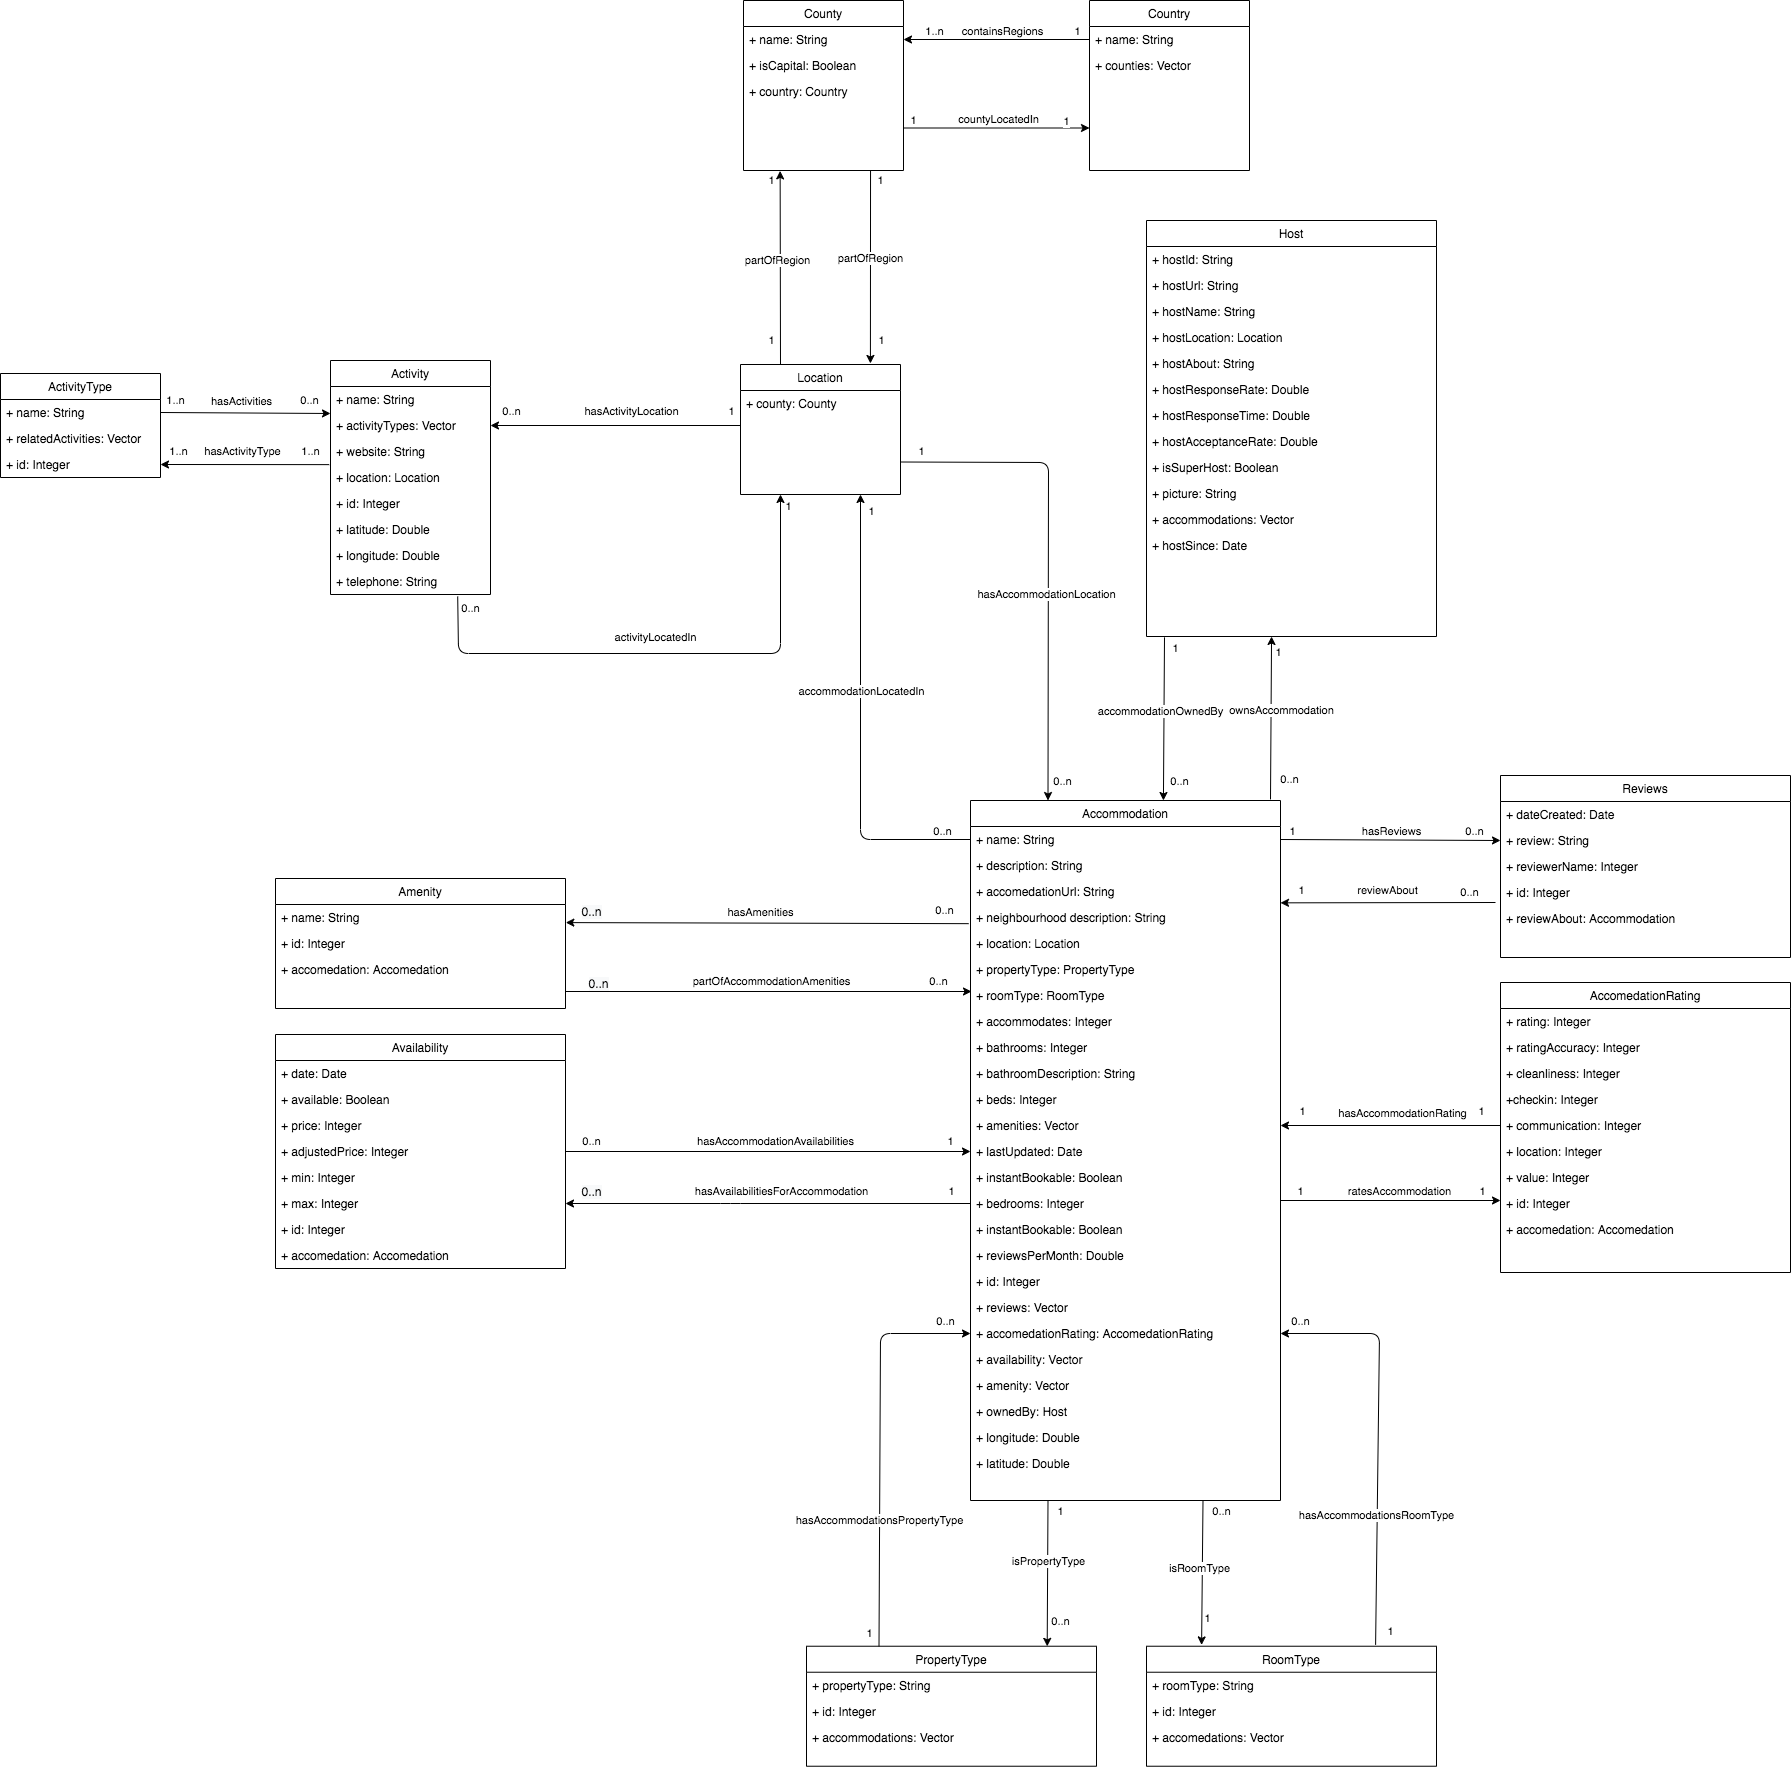 County
+ name: String
+ isCapital: Boolean
+ country: Country
Country
+ name: String
+ counties: Vector
1..n containsRegions 1
1 countyLocatedIn 1
1
partOfRegion
1
1
partOfRegion
1
Host
+ hostId: String
+ hostUrl: String
+ hostName: String
+ hostLocation: Location
+ hostAbout: String
+ hostResponseRate: Double
+ hostResponseTime: Double
+ hostAcceptanceRate: Double
+ isSuperHost: Boolean
+ picture: String
+ accommodations: Vector
+ hostSince: Date
ActivityType
+ name: String
+ relatedActivities: Vector
+ id: Integer
1..n hasActivities 0..n
1..n hasActivityType 1..n
Activity
+ name: String
+ activityTypes: Vector
+ website: String
+ location: Location
+ id: Integer
+ latitude: Double
+ longitude: Double
+ telephone: String
0..n hasActivityLocation 1
Location
+ county: County
0..n
activityLocatedIn
1
1
accommodationLocatedIn
0..n
1
hasAccommodationLocation
0..n
1
accommodationOwnedBy
0..n
1
ownsAccommodation
0..n
Accommodation
+ name: String
+ description: String
+ accomedationUrl: String
+ neighbourhood description: String
+ location: Location
+ propertyType: PropertyType
+ roomType: RoomType
+ accommodates: Integer
+ bathrooms: Integer
+ bathroomDescription: String
+ beds: Integer
+ amenities: Vector
+ lastUpdated: Date
+ instantBookable: Boolean
+ bedrooms: Integer
+ instantBookable: Boolean
+ reviewsPerMonth: Double
+ id: Integer
+ reviews: Vector
+ accomedationRating: AccomedationRating
+ availability: Vector
+ amenity: Vector
+ ownedBy: Host
+ longitude: Double
+ latitude: Double
1 hasReviews 0..n
1 reviewAbout 0..n
Reviews
+ dateCreated: Date
+ review: String
+ reviewerName: Integer
+ id: Integer
+ reviewAbout: Accommodation
Amenity
+ name: String
+ id: Integer
+ accomedation: Accomedation
0..n hasAmenities 0..n
0..n partOfAccommodationAmenities 0..n
Availability
+ date: Date
+ available: Boolean
+ price: Integer
+ adjustedPrice: Integer
+ min: Integer
+ max: Integer
+ id: Integer
+ accomedation: Accomedation
0..n hasAccommodationAvailabilities 1
0..n hasAvailabilitiesForAccommodation 1
AccomedationRating
+ rating: Integer
+ ratingAccuracy: Integer
+ cleanliness: Integer
+checkin: Integer
+ communication: Integer
+ location: Integer
+ value: Integer
+ id: Integer
+ accomedation: Accomedation
1 hasAccommodationRating 1
1 ratesAccommodation 1
0..n
hasAccommodationsPropertyType
1
1
isPropertyType
0..n
0..n
isRoomType
1
0..n
hasAccommodationsRoomType
1
PropertyType
+ propertyType: String
+ id: Integer
+ accommodations: Vector
RoomType
+ roomType: String
+ id: Integer
+ accomedations: Vector